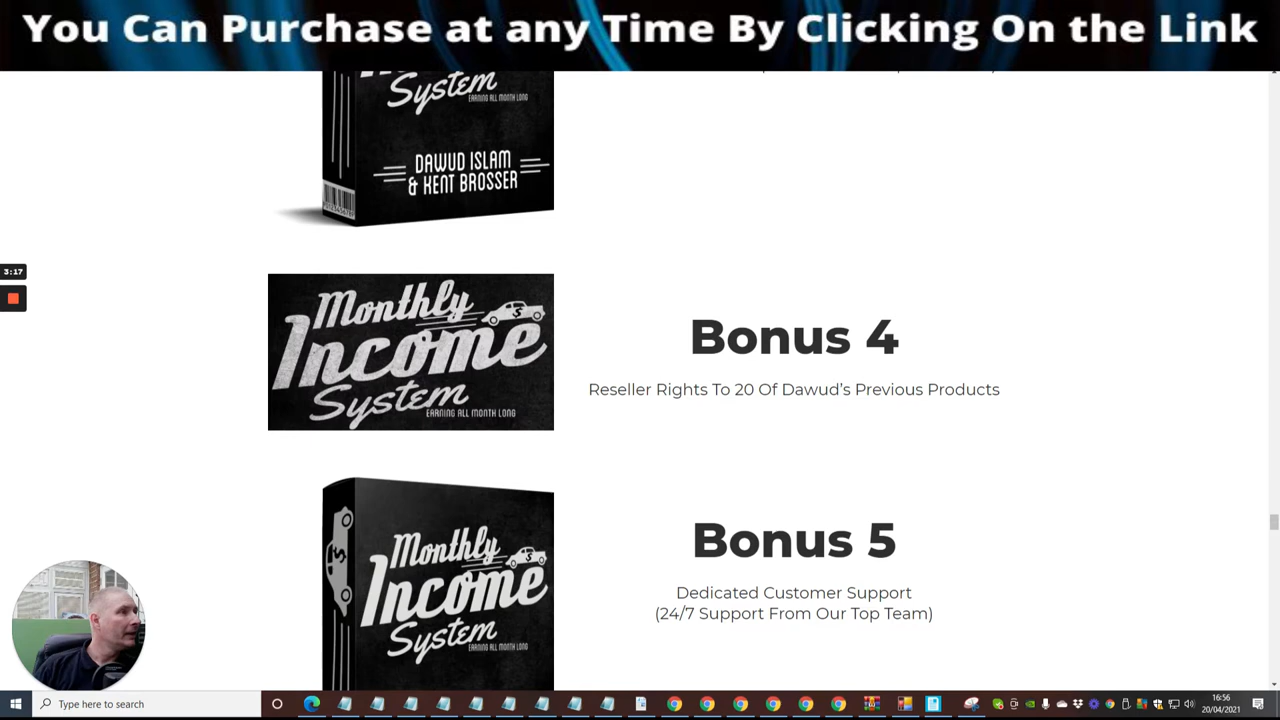 You Can Purchase at any Time By Clicking On the Link
System
EARNING ALL MONTH LONG
DAWUD ISLAM
& KENT BROSSER
3:17
Monthly
Income
System
EARNING ALL MONTH LONG
Bonus 4
Reseller Rights To 20 Of Dawud’s Previous Products
Monthly
Income
System
EARNING ALL MONTH LONG
Bonus 5
Dedicated Customer Support
(24/7 Support From Our Top Team)
Type here to search
16:56
20/04/2021